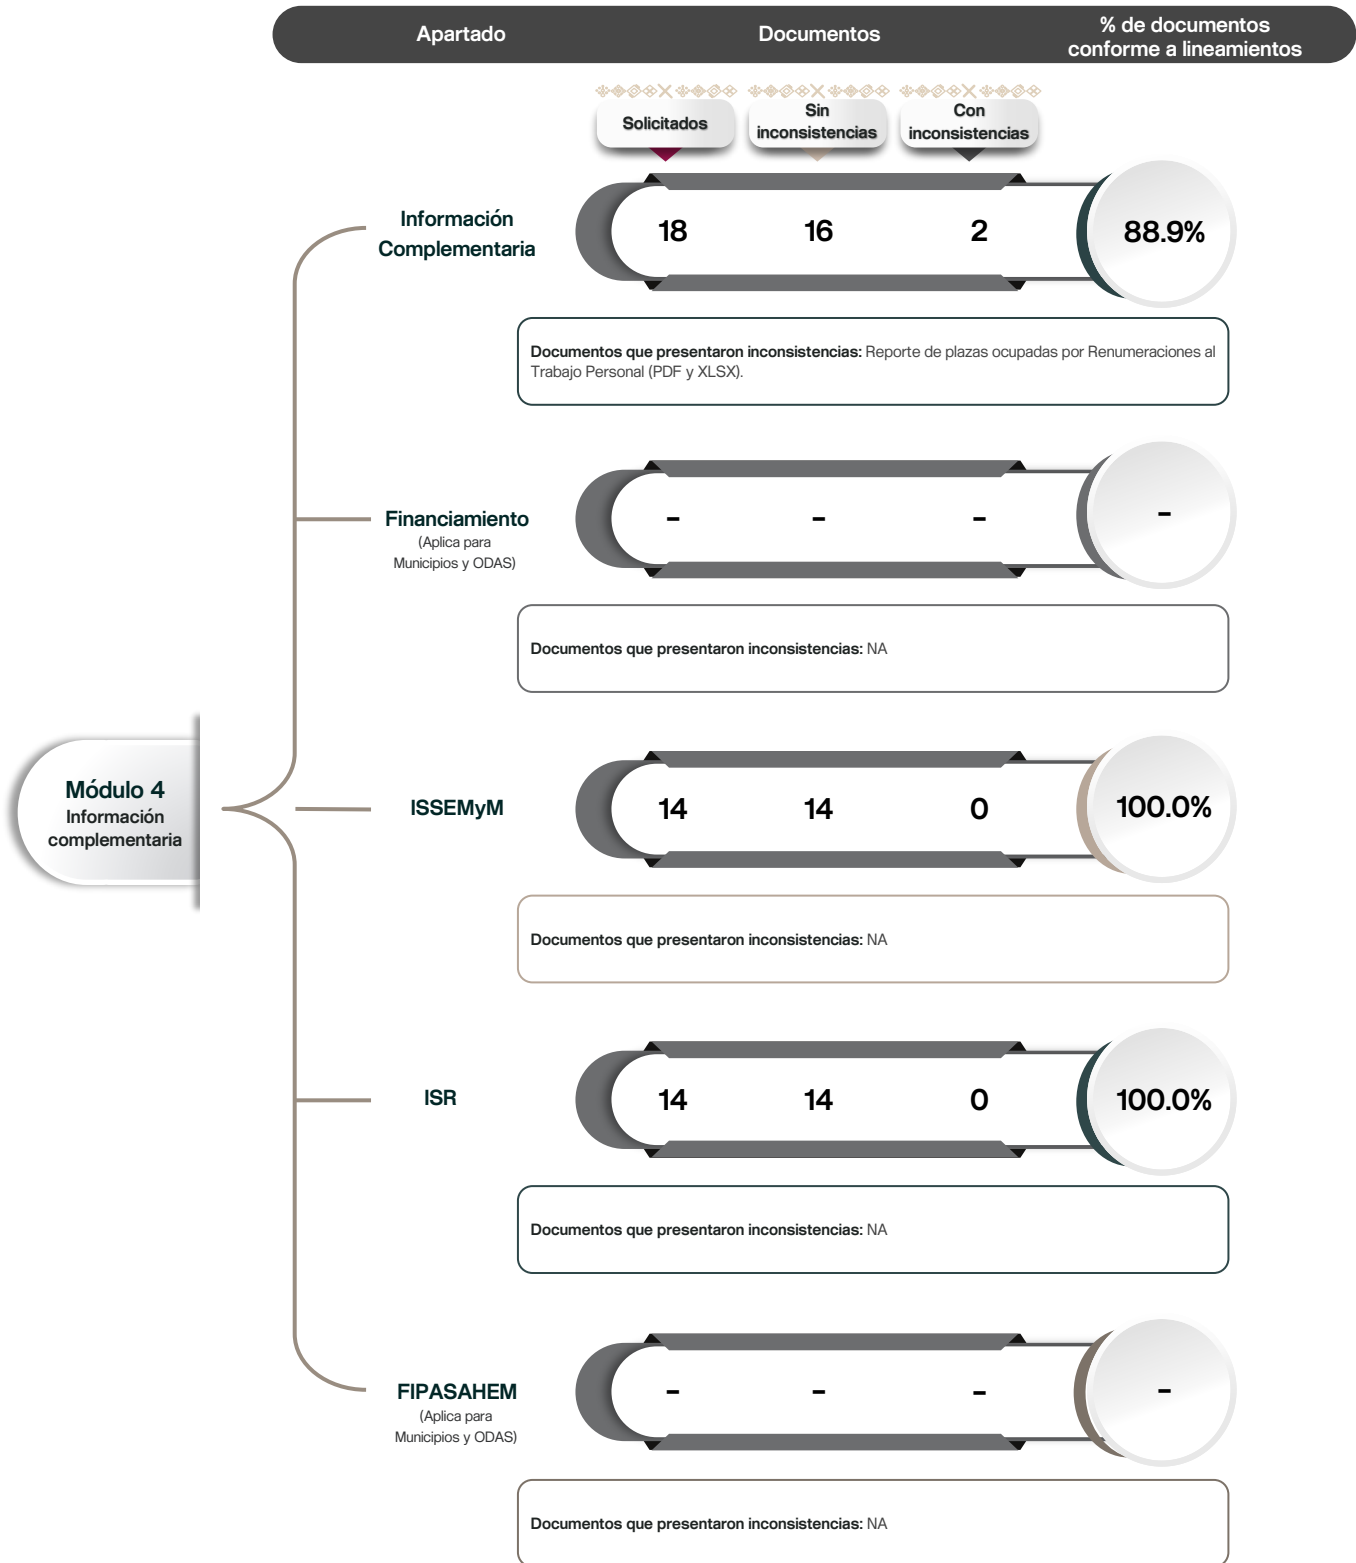 Apartado
Documentos
% de documentos
conforme a lineamientos
Solicitados
Sin
inconsistencias
Con
inconsistencias
Información
Complementaria
18
16
2
88.9%
Documentos que presentaron inconsistencias: Reporte de plazas ocupadas por Renumeraciones al
Trabajo Personal (PDF y XLSX).
Financiamiento
(Aplica para
Municipios y ODAS)
-
-
-
-
Documentos que presentaron inconsistencias: NA
Módulo 4
Información
complementaria
ISSEMyM
14
14
0
100.0%
Documentos que presentaron inconsistencias: NA
ISR
14
14
0
100.0%
Documentos que presentaron inconsistencias: NA
FIPASAHEM
(Aplica para
Municipios y ODAS)
-
-
-
-
Documentos que presentaron inconsistencias: NA